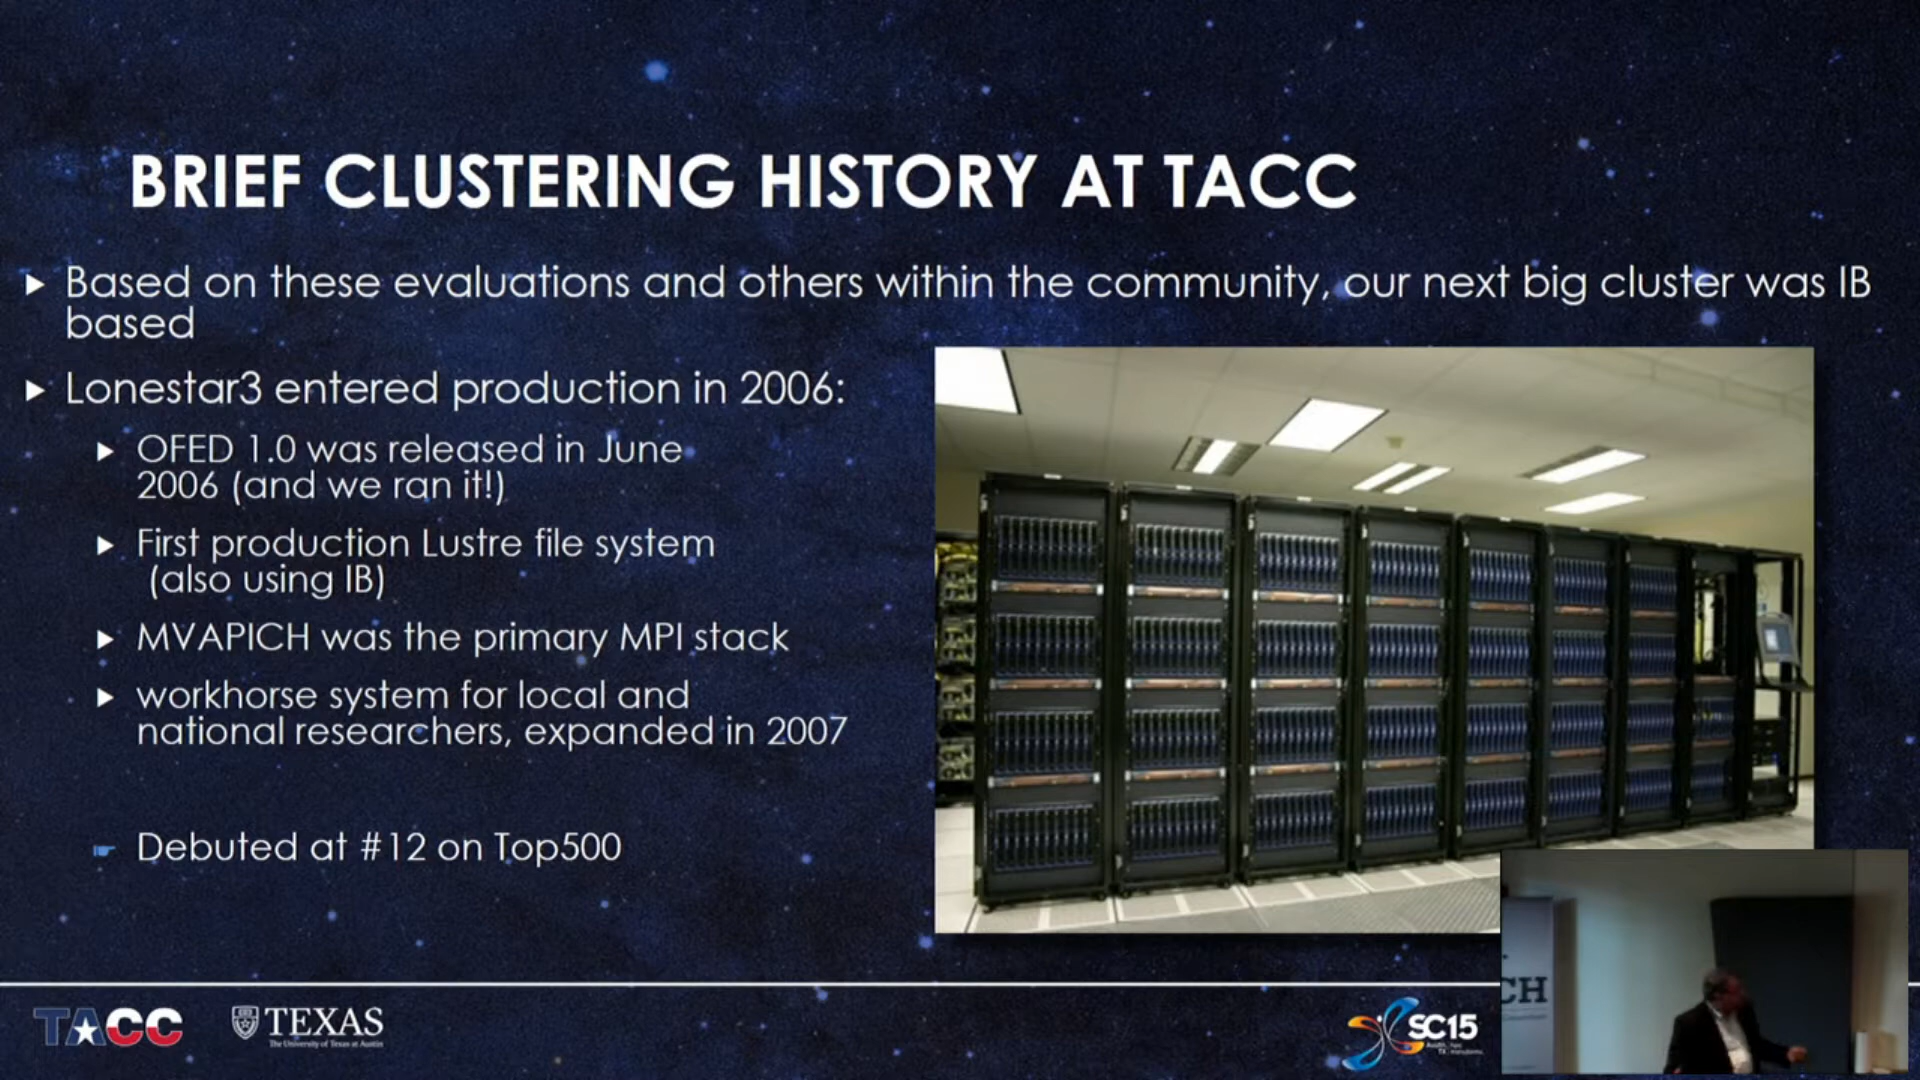 BRIEF CLUSTERING HISTORY AT TACC
Based on these evaluations and others within the community, our next big cluster was IB
based
Lonestar3 entered production in 2006:
OFED 1.0 was released in June
2006 (and we ran it!)
First production Lustre file system
(also using IB)
MVAPICH was the primary MPI stack
workhorse system for local and
national researchers, expanded in 2007
Debuted at #12 on Top500
TACC
TEXAS
The University of Texas at Austin
SC15
Austin,
TX
CH